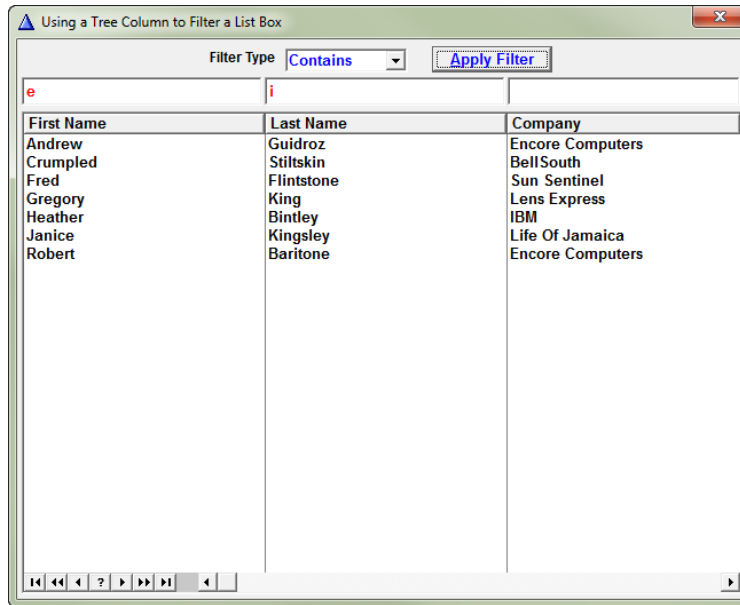 Using a Tree Column to Filter a List Box
x
Filter Type Contains Apply Filter
e i
First Name Last Name Company
Andrew Guidroz Encore Computers
Crumpled Stiltskin BellSouth
Fred Flintstone Sun Sentinel
Gregory King Lens Express
Heather Bintley IBM
Janice Kingsley Life Of Jamaica
Robert Baritone Encore Computers
?